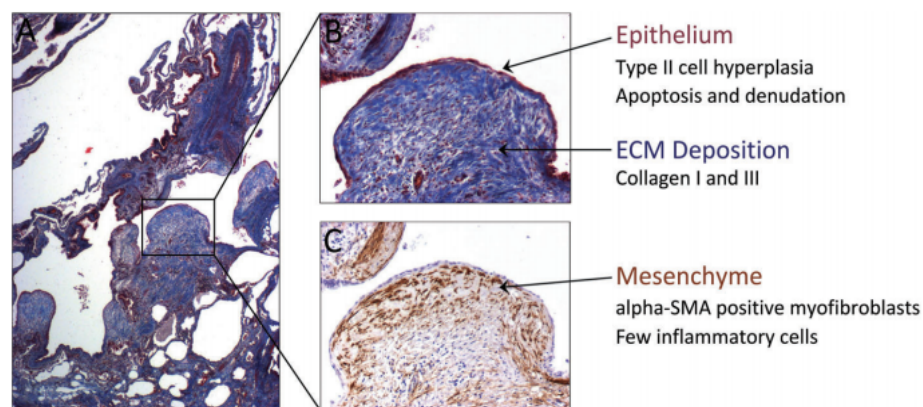 A
B
Epithelium
Type II cell hyperplasia
Apoptosis and denudation
ECM Deposition
Collagen I and III
C
Mesenchyme
alpha-SMA positive myofibroblasts
Few inflammatory cells